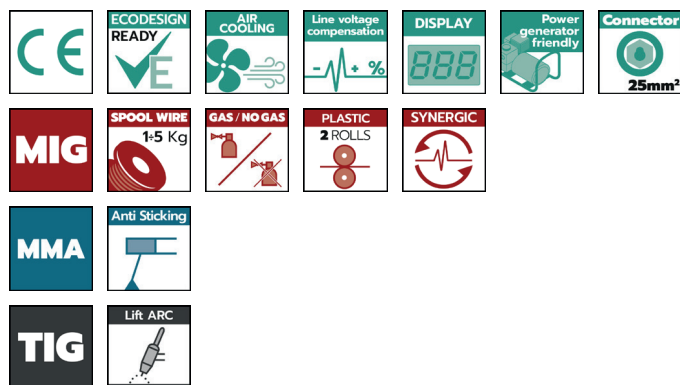 CE
ECODESIGN
READY
E
AIR
COOLING
Line voltage
compensation
- + %
DISPLAY
888
Power
generator
friendly
Connector
25mm²
MIG
SPOOL WIRE
1÷5 Kg
GAS / NO GAS
PLASTIC
2 ROLLS
SYNERGIC
MMA
Anti Sticking
TIG
Lift ARC